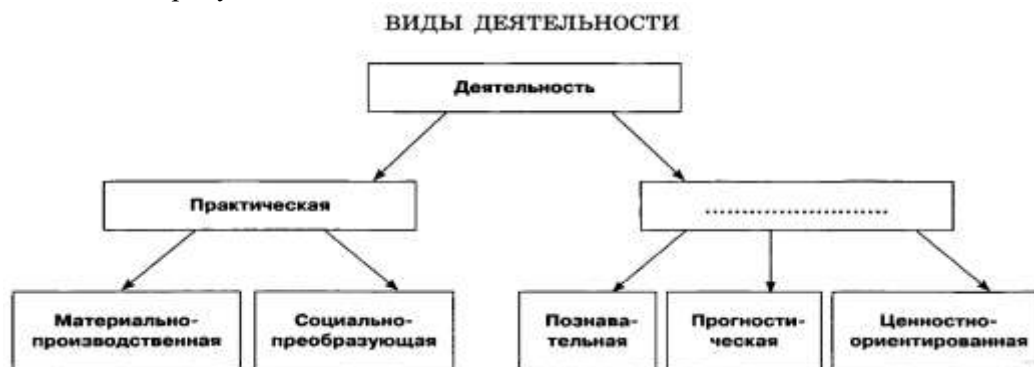 ВИДЫ ДЕЯТЕЛЬНОСТИ
Деятельность
Практическая
..........................
Материально-
производственная
Социально-
преобразующая
Познава-
тельная
Прогности-
ческая
Ценностно-
ориентированная